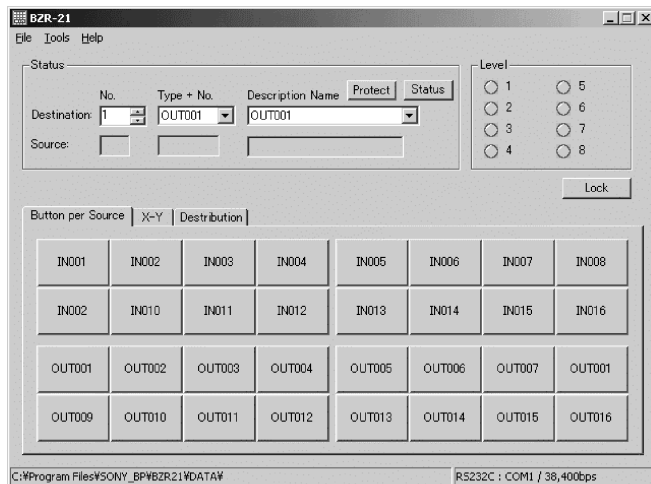 BZR-21
File Tools Help
Status
No. Type + No. Description Name Protect Status
Destination: 1 OUT001 OUT001
Source:
Level
1 5
2 6
3 7
4 8
Lock
Button per Source X-Y Destribution
IN001 IN002 IN003 IN004 IN005 IN006 IN007 IN008
IN002 IN010 IN011 IN012 IN013 IN014 IN015 IN016
OUT001 OUT002 OUT003 OUT004 OUT005 OUT006 OUT007 OUT001
OUT009 OUT010 OUT011 OUT012 OUT013 OUT014 OUT015 OUT016
C:¥Program Files¥SONY_BP¥BZR21¥DATA¥ RS232C : COM1 / 38,400bps